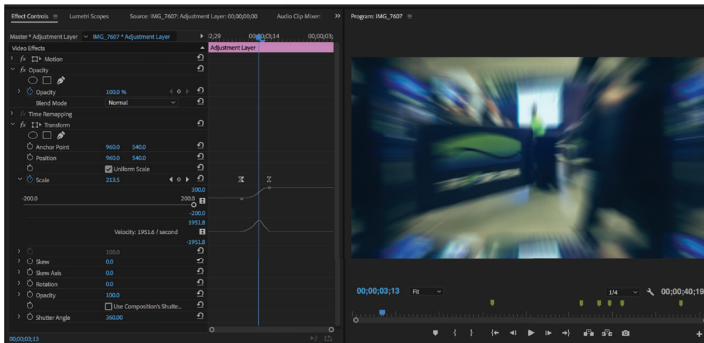 Effect Controls Lumetri Scopes Source: IMG_7607: Adjustment Layer: 00;00;00;00 Audio Clip Mixer: Program: IMG_7607
Master * Adjustment Layer IMG_7607 * Adjustment Layer 00;00;03;
Video Effects Adjustment Layer
fx Motion
fx Opacity
Opacity 100.0 %
Blend Mode Normal
Time Remapping
fx Transform
Anchor Point 960.0 540.0
Position 960.0 540.0
Uniform Scale
Scale 213.5
300.0
-200.0 200.0
-200.0
1951.8
Velocity: 1951.6 / second
-1951.8
100.0
Skew 0.0
Skew Axis 0.0
Rotation 0.0
Opacity 100.0
Use Composition's Shutte...
Shutter Angle 360.00
00;00;03;13
00;00;03;13 Fit 1/4 00;00;40;19